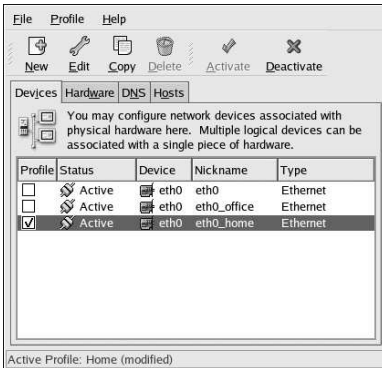 File Profile Help
New Edit Copy Delete Activate Deactivate
Devices Hardware DNS Hosts
You may configure network devices associated with
physical hardware here. Multiple logical devices can be
associated with a single piece of hardware.
Profile Status Device Nickname Type
Active eth0 eth0 Ethernet
Active eth0 eth0_office Ethernet
Active eth0 eth0_home Ethernet
Active Profile: Home (modified)